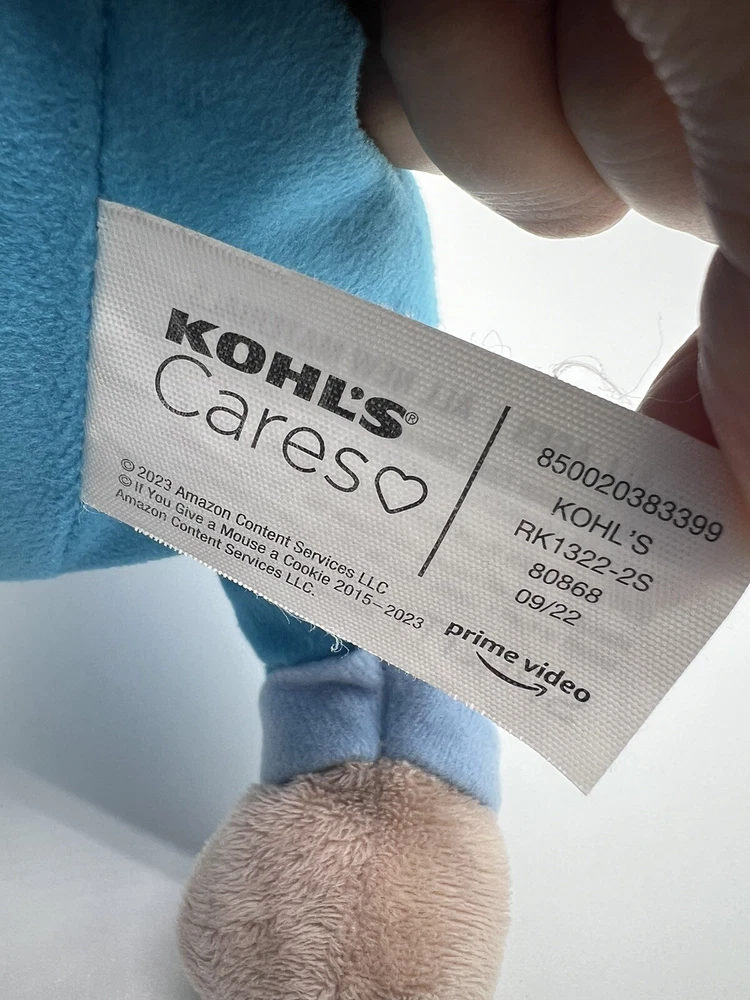 KOHL'S®
Cares
© 2023 Amazon Content Services LLC
© If You Give a Mouse a Cookie 2015–2023
Amazon Content Services LLC.
850020383399
KOHL'S
RK1322-2S
80868
09/22
prime video